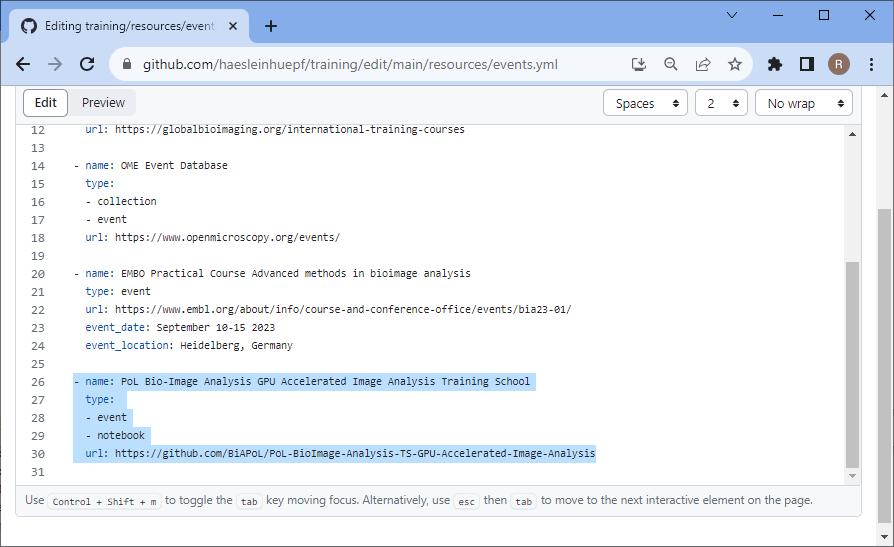 Editing training/resources/event
github.com/haesleinhuepf/training/edit/main/resources/events.yml
R
Edit Preview Spaces 2 No wrap
12 url: https://globalbioimaging.org/international-training-courses
13
14 - name: OME Event Database
15 type:
16 - collection
17 - event
18 url: https://www.openmicroscopy.org/events/
19
20 - name: EMBO Practical Course Advanced methods in bioimage analysis
21 type: event
22 url: https://www.embl.org/about/info/course-and-conference-office/events/bia23-01/
23 event_date: September 10-15 2023
24 event_location: Heidelberg, Germany
25
26 - name: PoL Bio-Image Analysis GPU Accelerated Image Analysis Training School
27 type:
28 - event
29 - notebook
30 url: https://github.com/BiAPoL/PoL-BioImage-Analysis-TS-GPU-Accelerated-Image-Analysis
31
Use Control + Shift + m to toggle the tab key moving focus. Alternatively, use esc then tab to move to the next interactive element on the page.